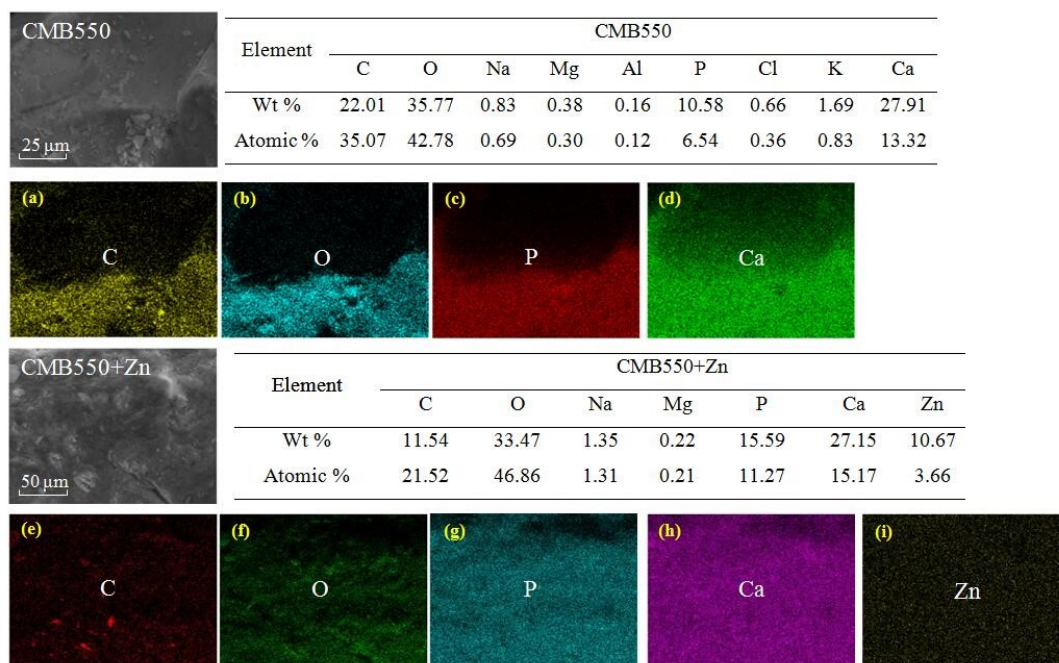 CMB550
25 μm
Element CMB550
C O Na Mg Al P Cl K Ca
Wt % 22.01 35.77 0.83 0.38 0.16 10.58 0.66 1.69 27.91
Atomic % 35.07 42.78 0.69 0.30 0.12 6.54 0.36 0.83 13.32
(a) C
(b) O
(c) P
(d) Ca
CMB550+Zn
50 μm
Element CMB550+Zn
C O Na Mg P Ca Zn
Wt % 11.54 33.47 1.35 0.22 15.59 27.15 10.67
Atomic % 21.52 46.86 1.31 0.21 11.27 15.17 3.66
(e) C
(f) O
(g) P
(h) Ca
(i) Zn